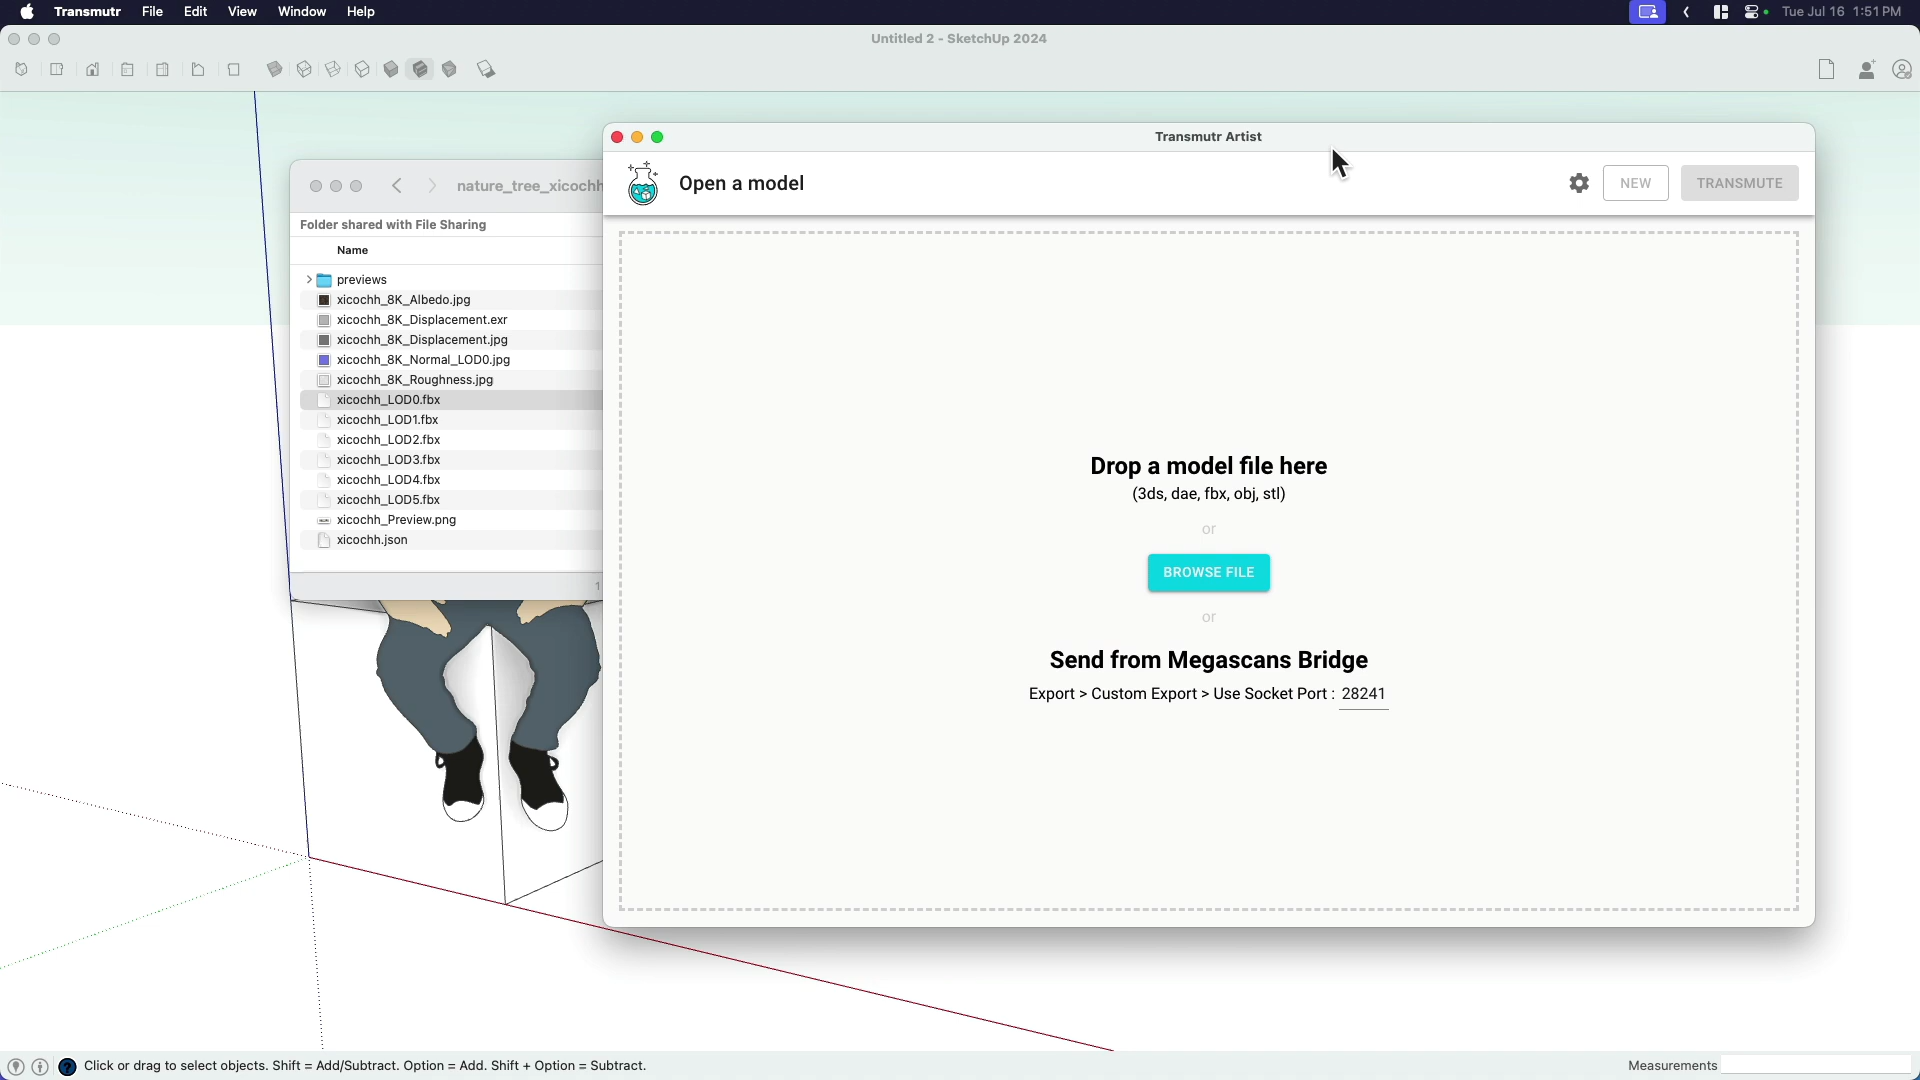 Transmutr File Edit View Window Help
Tue Jul 16 1:51 PM
Untitled 2 - SketchUp 2024
Transmutr Artist
Open a model
NEW
TRANSMUTE
nature_tree_xicochh
Folder shared with File Sharing
Name
previews
xicochh_8K_Albedo.jpg
xicochh_8K_Displacement.exr
xicochh_8K_Displacement.jpg
xicochh_8K_Normal_LOD0.jpg
xicochh_8K_Roughness.jpg
xicochh_LOD0.fbx
xicochh_LOD1.fbx
xicochh_LOD2.fbx
xicochh_LOD3.fbx
xicochh_LOD4.fbx
xicochh_LOD5.fbx
xicochh_Preview.png
xicochh.json
1
Drop a model file here
(3ds, dae, fbx, obj, stl)
or
BROWSE FILE
or
Send from Megascans Bridge
Export > Custom Export > Use Socket Port : 28241
Click or drag to select objects. Shift = Add/Subtract. Option = Add. Shift + Option = Subtract.
Measurements